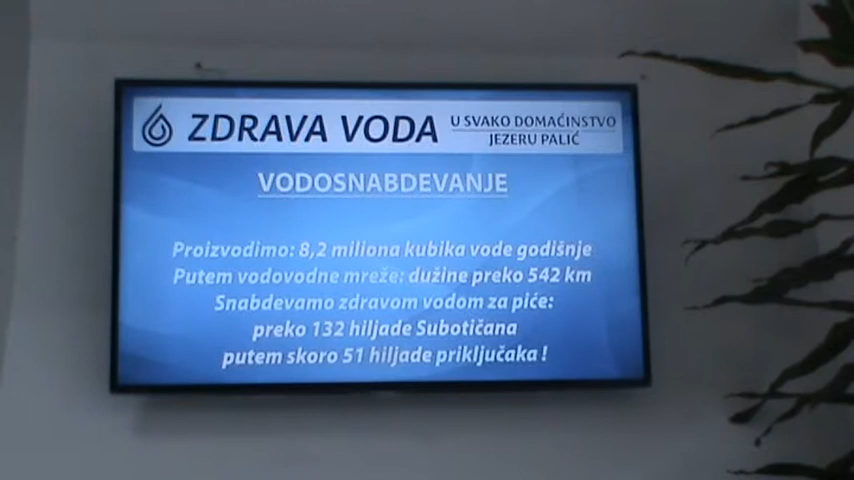 ZDRAVA VODA
U SVAKO DOMAĆINSTVO
JEZERU PALIĆ
VODOSNABDEVANJE
Proizvodimo: 8,2 miliona kubika vode godišnje
Putem vodovodne mreže: dužine preko 542 km
Snabdevamo zdravom vodom za piće:
preko 132 hiljade Subotičana
putem skoro 51 hiljade priključaka !